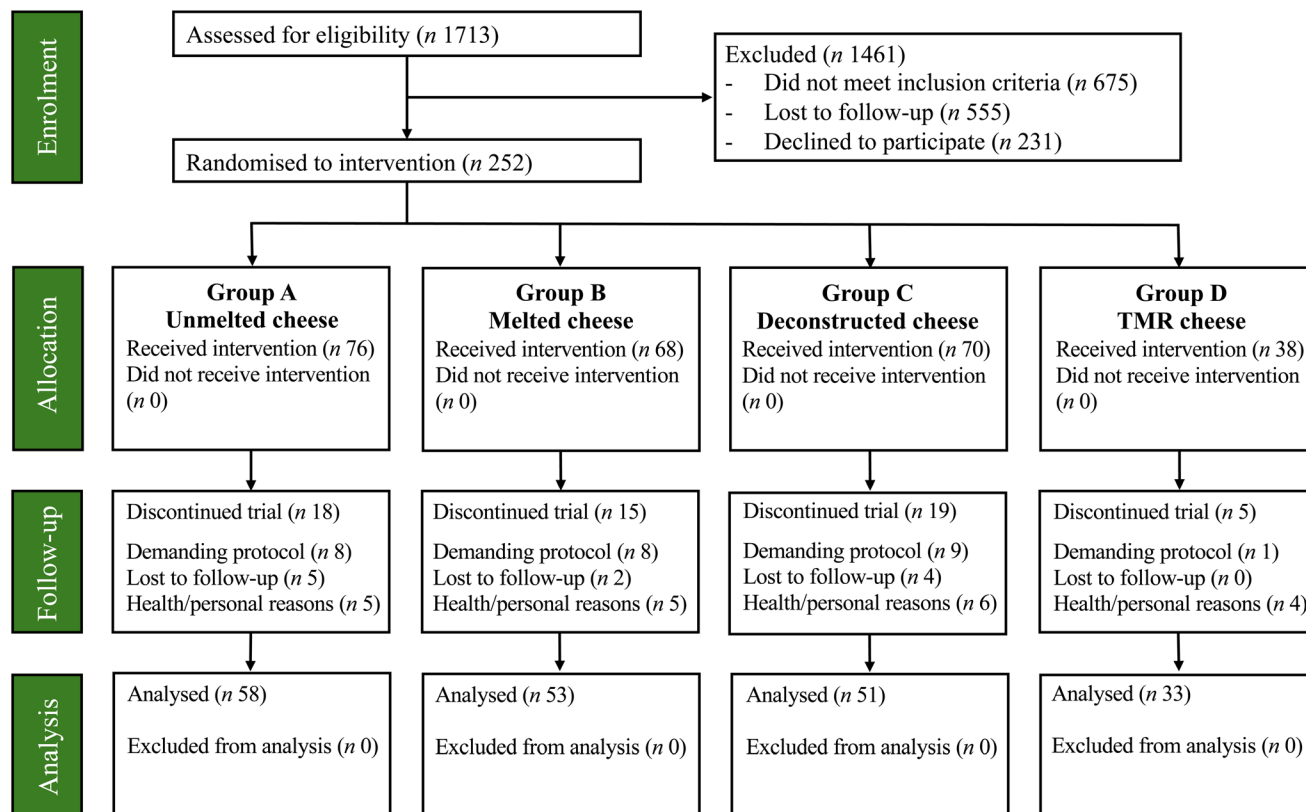 Enrolment
Assessed for eligibility (n 1713)
Excluded (n 1461)
- Did not meet inclusion criteria (n 675)
- Lost to follow-up (n 555)
- Declined to participate (n 231)
Randomised to intervention (n 252)
Allocation
Group A
Unmelted cheese
Received intervention (n 76)
Did not receive intervention
(n 0)
Group B
Melted cheese
Received intervention (n 68)
Did not receive intervention
(n 0)
Group C
Deconstructed cheese
Received intervention (n 70)
Did not receive intervention
(n 0)
Group D
TMR cheese
Received intervention (n 38)
Did not receive intervention
(n 0)
Follow-up
Discontinued trial (n 18)
Demanding protocol (n 8)
Lost to follow-up (n 5)
Health/personal reasons (n 5)
Discontinued trial (n 15)
Demanding protocol (n 8)
Lost to follow-up (n 2)
Health/personal reasons (n 5)
Discontinued trial (n 19)
Demanding protocol (n 9)
Lost to follow-up (n 4)
Health/personal reasons (n 6)
Discontinued trial (n 5)
Demanding protocol (n 1)
Lost to follow-up (n 0)
Health/personal reasons (n 4)
Analysis
Analysed (n 58)
Excluded from analysis (n 0)
Analysed (n 53)
Excluded from analysis (n 0)
Analysed (n 51)
Excluded from analysis (n 0)
Analysed (n 33)
Excluded from analysis (n 0)